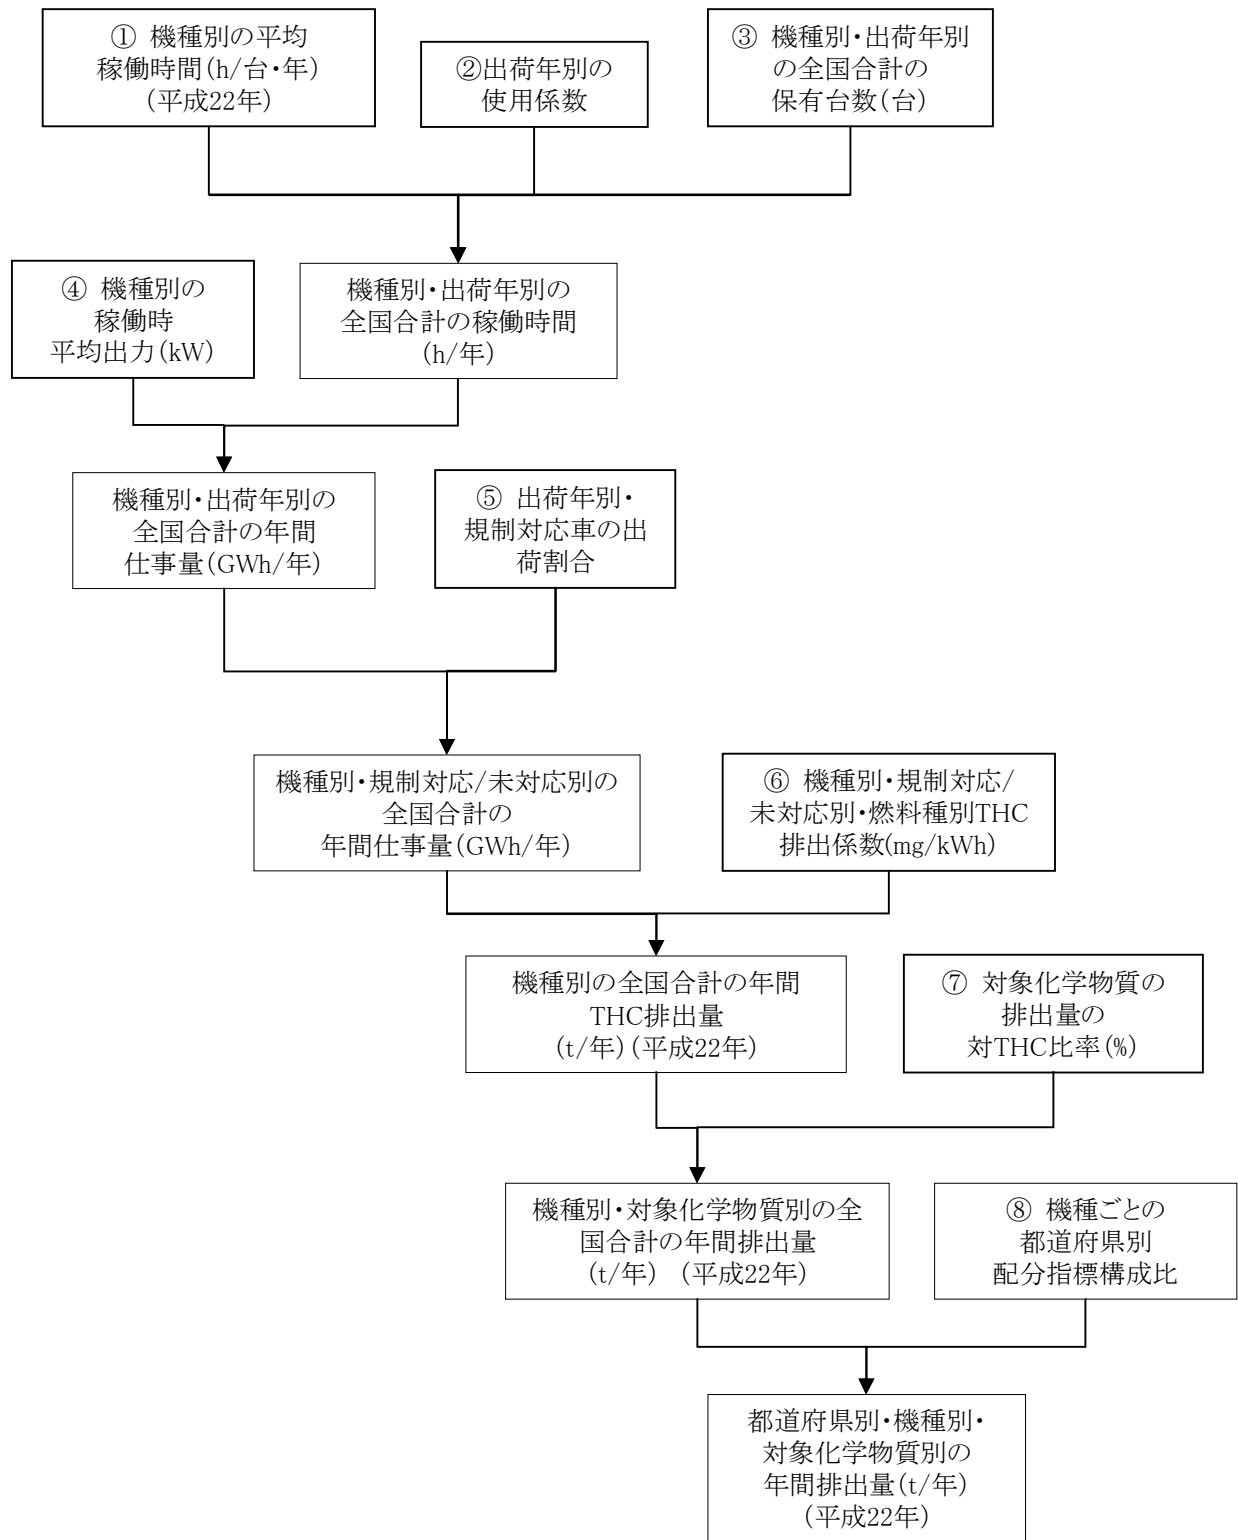 ① 機種別の平均
稼働時間(h/台・年)
(平成22年)
②出荷年別の
使用係数
③ 機種別・出荷年別
の全国合計の
保有台数(台)
④ 機種別の
稼働時
平均出力(kW)
機種別・出荷年別の
全国合計の稼働時間
(h/年)
機種別・出荷年別の
全国合計の年間
仕事量(GWh/年)
⑤ 出荷年別・
規制対応車の出
荷割合
機種別・規制対応/未対応別の
全国合計の
年間仕事量(GWh/年)
⑥ 機種別・規制対応/
未対応別・燃料種別THC
排出係数(mg/kWh)
機種別の全国合計の年間
THC排出量
(t/年)(平成22年)
⑦ 対象化学物質の
排出量の
対THC比率(%)
機種別・対象化学物質別の全
国合計の年間排出量
(t/年) (平成22年)
⑧ 機種ごとの
都道府県別
配分指標構成比
都道府県別・機種別・
対象化学物質別の
年間排出量(t/年)
(平成22年)